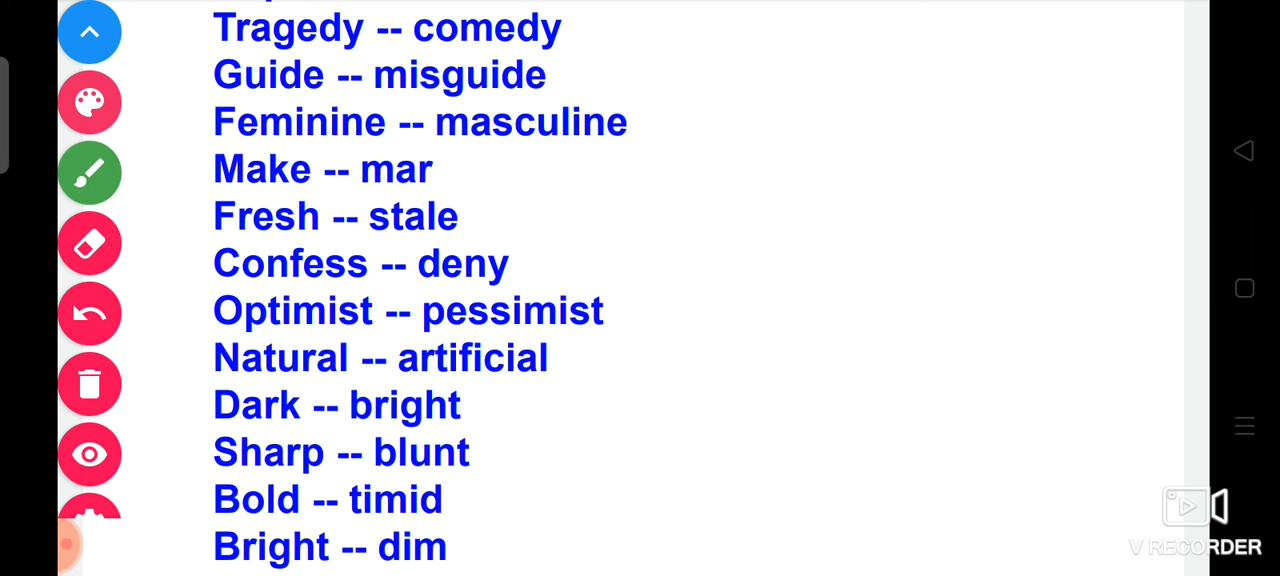 Tragedy -- comedy
Guide -- misguide
Feminine -- masculine
Make -- mar
Fresh -- stale
Confess -- deny
Optimist -- pessimist
Natural -- artificial
Dark -- bright
Sharp -- blunt
Bold -- timid
Bright -- dim
V RECORDER